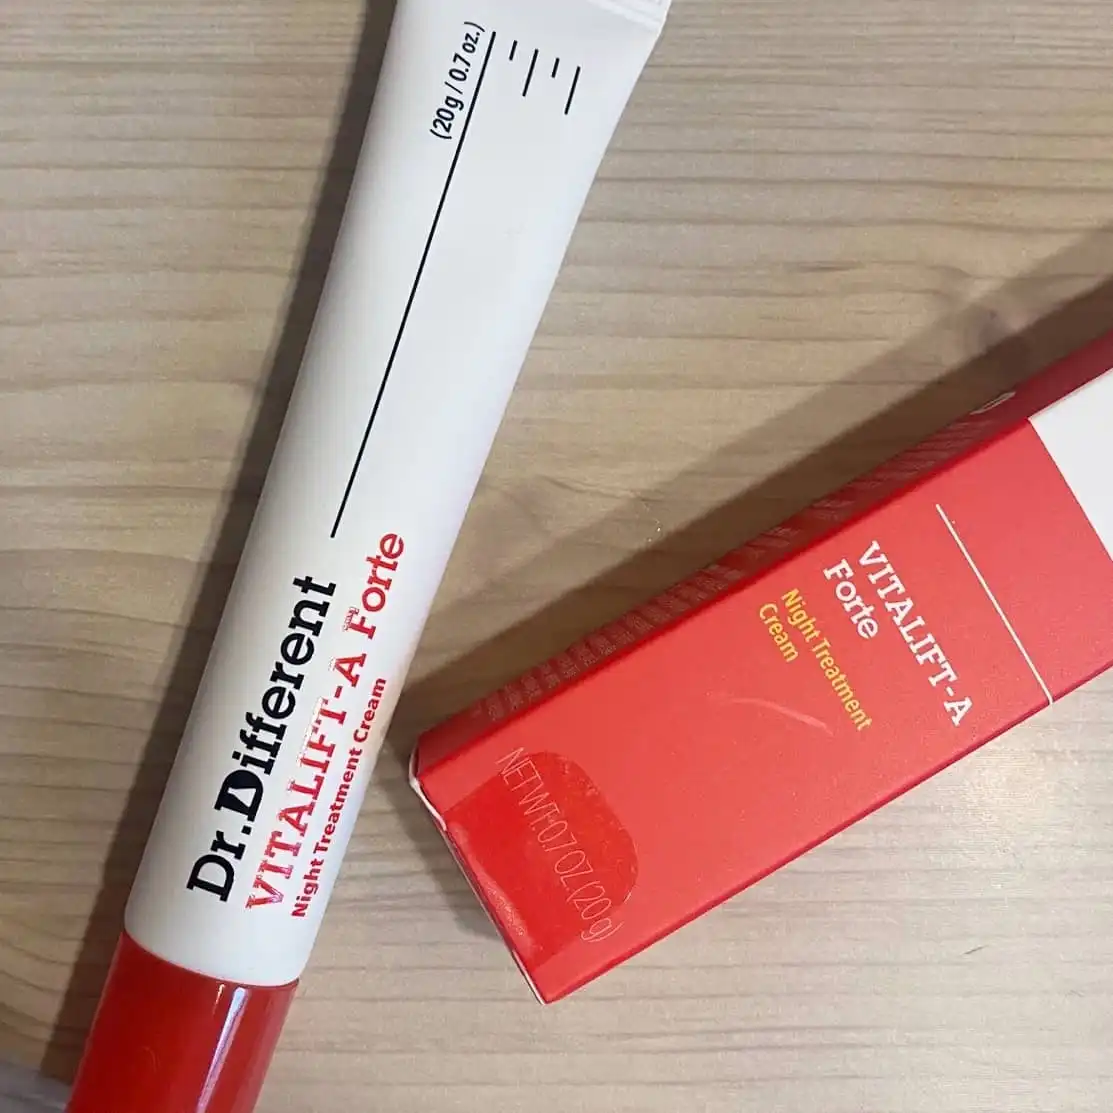 (20g / 0.7 oz.)
Dr.Different
VITALIFT-A Forte
Night Treatment Cream
VITALIFT-A
Forte
Night Treatment
Cream
NET WT. 0.7 OZ. (20 g)